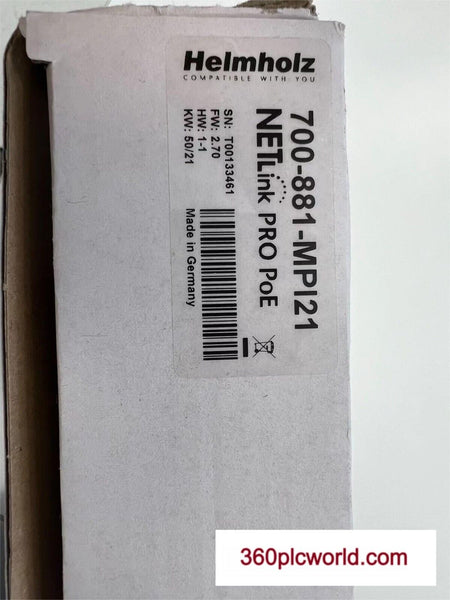 Helmholz
COMPATIBLE WITH YOU
700-881-MPI21
NETLink PRO PoE
SN: T00133461
FW: 2.70
HW: 1-1
KW: 50/21
Made in Germany
360plcworld.com